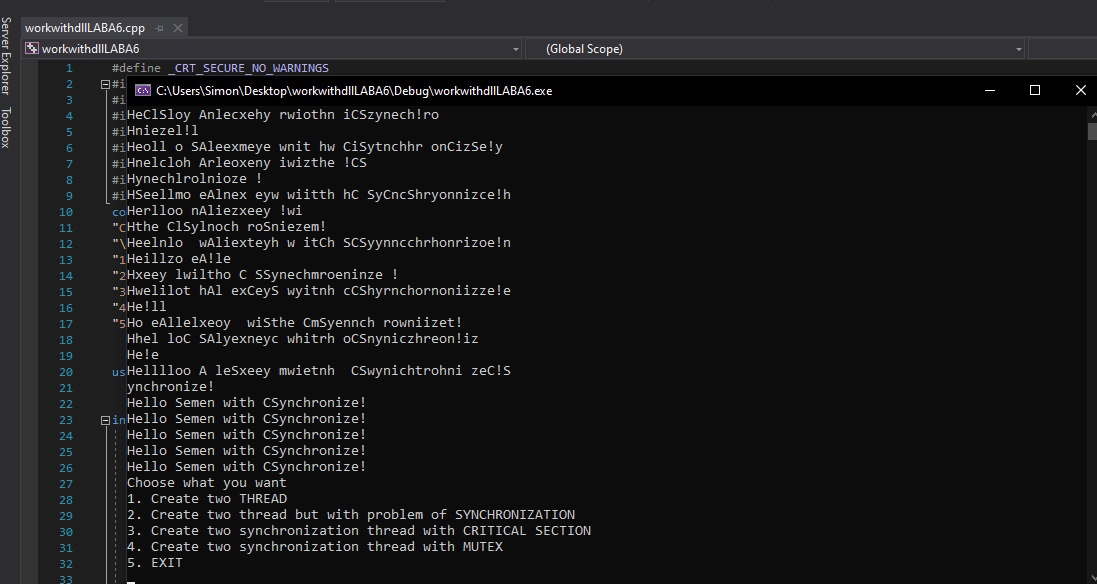 workwithdllLABA6.cpp
workwithdllLABA6
(Global Scope)
Server Explorer
Toolbox
1 #define _CRT_SECURE_NO_WARNINGS
C:\Users\Simon\Desktop\workwithdllLABA6\Debug\workwithdllLABA6.exe
2 #i
3 #i
4 #i HeClSloy Anlecxehy rwiothn iCSzynech!ro
5 #i Hniezel!l
6 #i Heoll o SAleexmeye wnit hw CiSytnchhr onCizSe!y
7 #i Hnelcloh Arleoxeny iwizthe !CS
8 #i Hynechlrolnioze !
9 #i HSeellmo eAlnex eyw wiitth hC SyCncShryonnizce!h
10 co Herlloo nAliezxeey !wi
11 "C Hthe ClSylnoch roSniezem!
12 "\ Heelnlo  wAliexteyh w itCh SCSyynncchrhonrizoe!n
13 "1 Heillzo eA!le
14 "2 Hxeey lwiltho C SSynechmroeninze !
15 "3 Hwelilot hAl exCeyS wyitnh cCShyrnchornoniizze!e
16 "4 He!ll
17 "5 Ho eAllelxeoy  wiSthe CmSyennch rowniizet!
18 Hhel loC SAlyexneyc whitrh oCSnyniczhreon!iz
19 He!e
20 us Helllloo A leSxeey mwietnh  CSwynichtrohni zeC!S
21 ynchronize!
22 Hello Semen with CSynchronize!
23 in Hello Semen with CSynchronize!
24 Hello Semen with CSynchronize!
25 Hello Semen with CSynchronize!
26 Hello Semen with CSynchronize!
27 Choose what you want
28 1. Create two THREAD
29 2. Create two thread but with problem of SYNCHRONIZATION
30 3. Create two synchronization thread with CRITICAL SECTION
31 4. Create two synchronization thread with MUTEX
32 5. EXIT
33